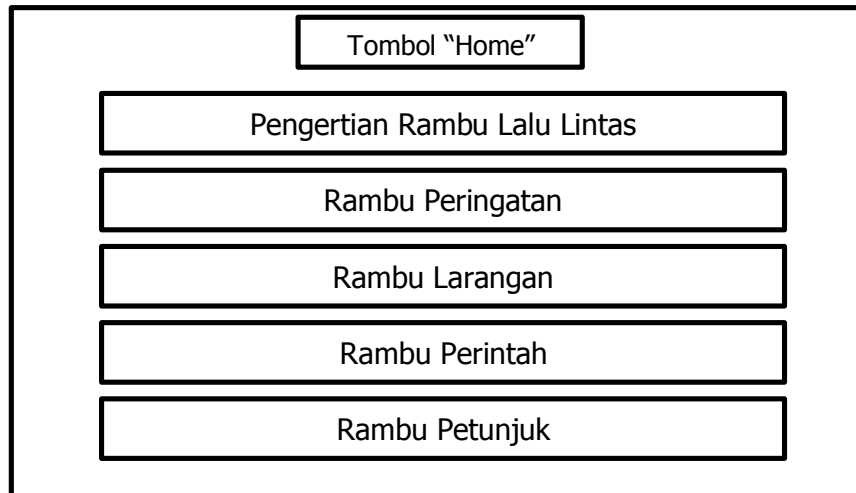 Tombol “Home”
Pengertian Rambu Lalu Lintas
Rambu Peringatan
Rambu Larangan
Rambu Perintah
Rambu Petunjuk